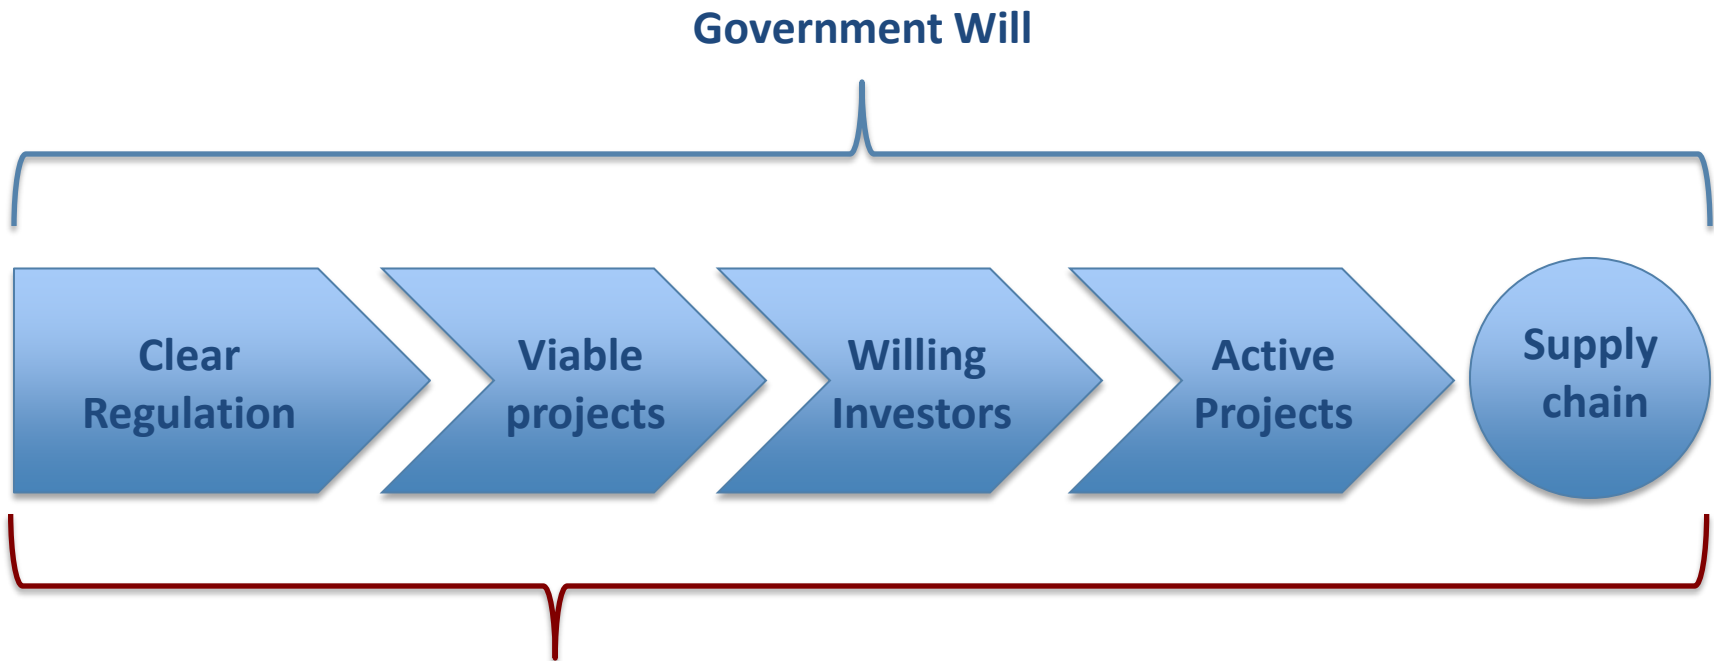 Government Will
Clear
Regulation
Viable
projects
Willing
Investors
Active
Projects
Supply
chain